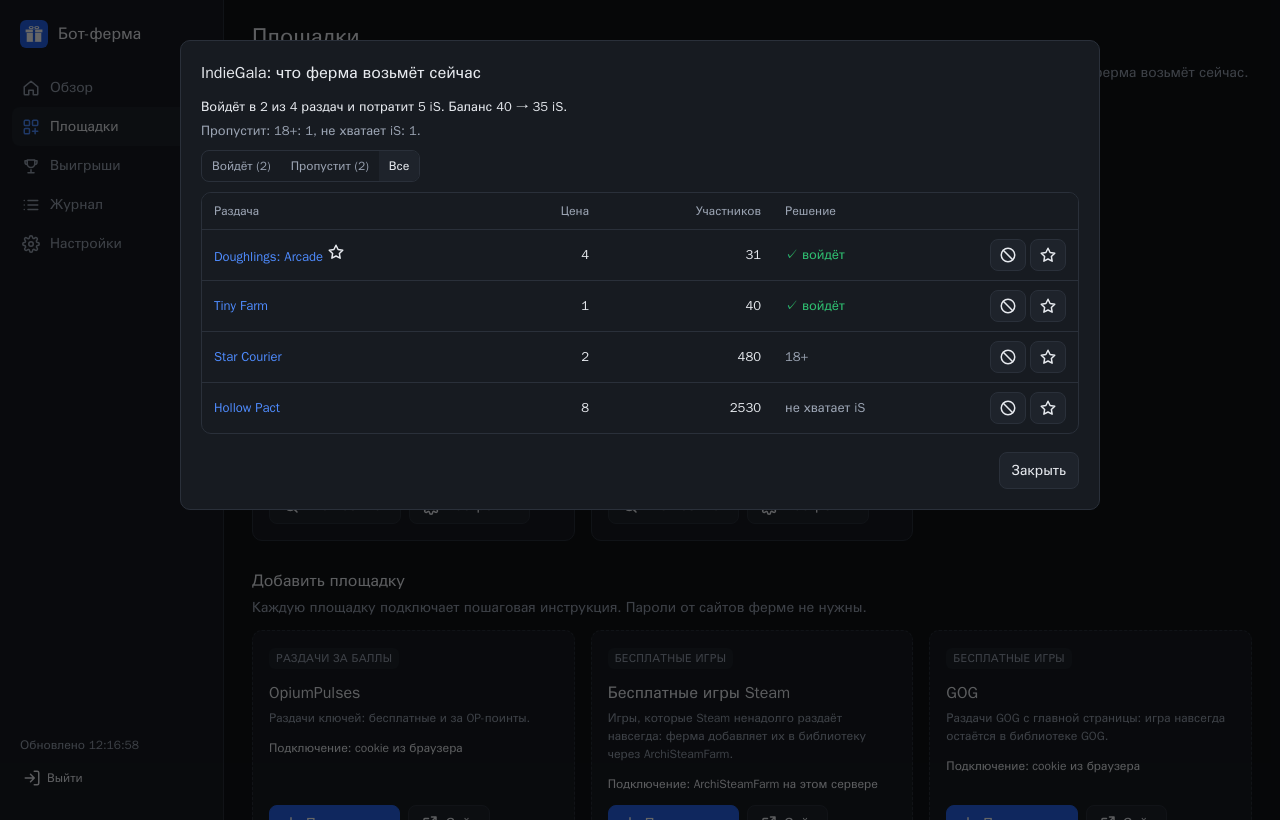 Бот-ферма
Обзор
Площадки
Выигрыши
Журнал
Настройки
Обновлено 12:16:58
Выйти
Площадки
ферма возьмёт сейчас.
IndieGala: что ферма возьмёт сейчас
Войдёт в 2 из 4 раздач и потратит 5 iS. Баланс 40 → 35 iS.
Пропустит: 18+: 1, не хватает iS: 1.
Войдёт (2) Пропустит (2) Все
Раздача Цена Участников Решение
Doughlings: Arcade 4 31 ✓ войдёт
Tiny Farm 1 40 ✓ войдёт
Star Courier 2 480 18+
Hollow Pact 8 2530 не хватает iS
Закрыть
Добавить площадку
Каждую площадку подключает пошаговая инструкция. Пароли от сайтов ферме не нужны.
РАЗДАЧИ ЗА БАЛЛЫ
OpiumPulses
Раздачи ключей: бесплатные и за OP-поинты.
Подключение: cookie из браузера
БЕСПЛАТНЫЕ ИГРЫ
Бесплатные игры Steam
Игры, которые Steam ненадолго раздаёт
навсегда: ферма добавляет их в библиотеку
через ArchiSteamFarm.
Подключение: ArchiSteamFarm на этом сервере
БЕСПЛАТНЫЕ ИГРЫ
GOG
Раздачи GOG с главной страницы: игра навсегда
остаётся в библиотеке GOG.
Подключение: cookie из браузера